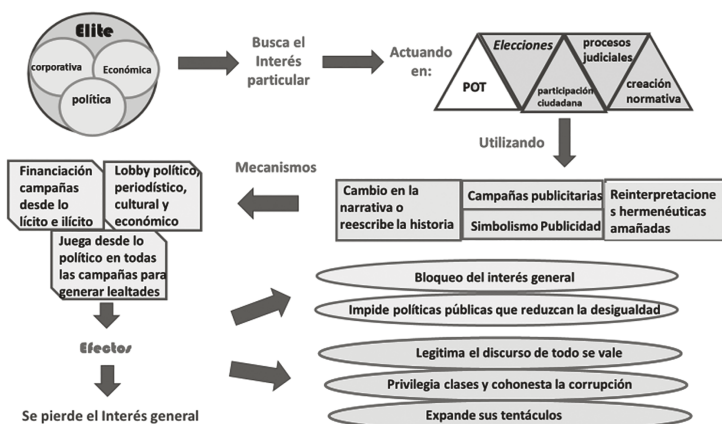 Elite
corporativa
Económica
política
Busca el
Interés
particular
Actuando
en:
POT
Elecciones
participación
ciudadana
procesos
judiciales
creación
normativa
Utilizando
Cambio en la
narrativa o
reescribe la historia
Campañas publicitarias
Simbolismo Publicidad
Reinterpretacione
s hermenéuticas
amañadas
Mecanismos
Financiación
campañas
desde lo
lícito e ilícito
Lobby político,
periodístico,
cultural y
económico
Juega desde lo
político en todas
las campañas para
generar lealtades
Efectos
Se pierde el Interés general
Bloqueo del interés general
Impide políticas públicas que reduzcan la desigualdad
Legitima el discurso de todo se vale
Privilegia clases y cohonesta la corrupción
Expande sus tentáculos